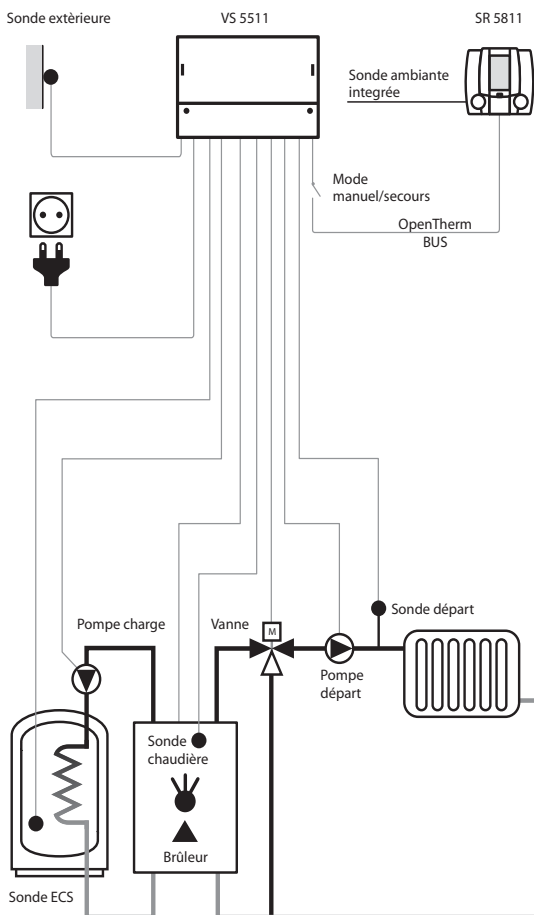 Sonde extèrieure
VS 5511
SR 5811
Sonde ambiante
integrée
Mode
manuel/secours
OpenTherm
BUS
Sonde départ
Pompe charge
Vanne
M
Pompe
départ
Sonde
chaudière
Brûleur
Sonde ECS